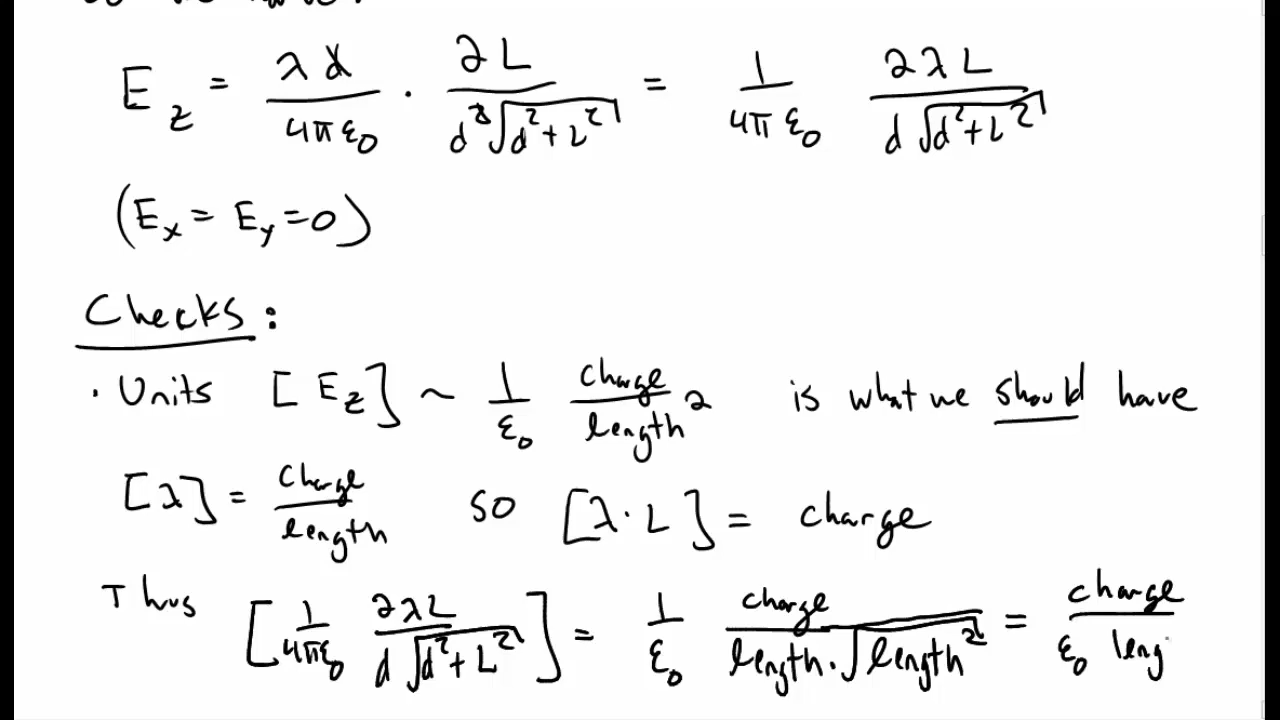 E_z = λd/4πε₀ · 2L/d²√(d²+L²) = 1/4πε₀ 2λL/d√(d²+L²)
(E_x = E_y = 0)
Checks:
· Units [E_z] ~ 1/ε₀ charge/length² is what we should have
[λ] = charge/length so [λ·L] = charge
Thus [1/4πε₀ 2λL/d√(d²+L²)] = 1/ε₀ charge/length·√length² = charge/ε₀ leng